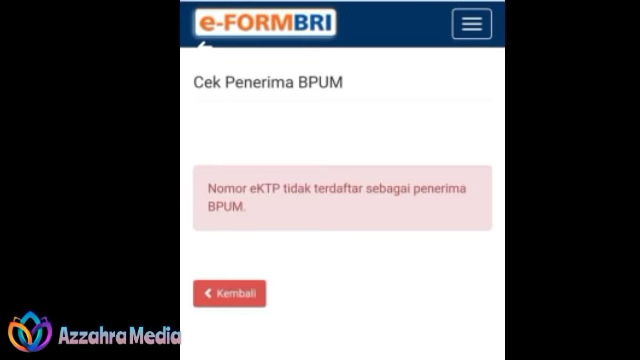 e-FORMBRI
Cek Penerima BPUM
Nomor eKTP tidak terdaftar sebagai penerima
BPUM.
Kembali
Azzahra Media